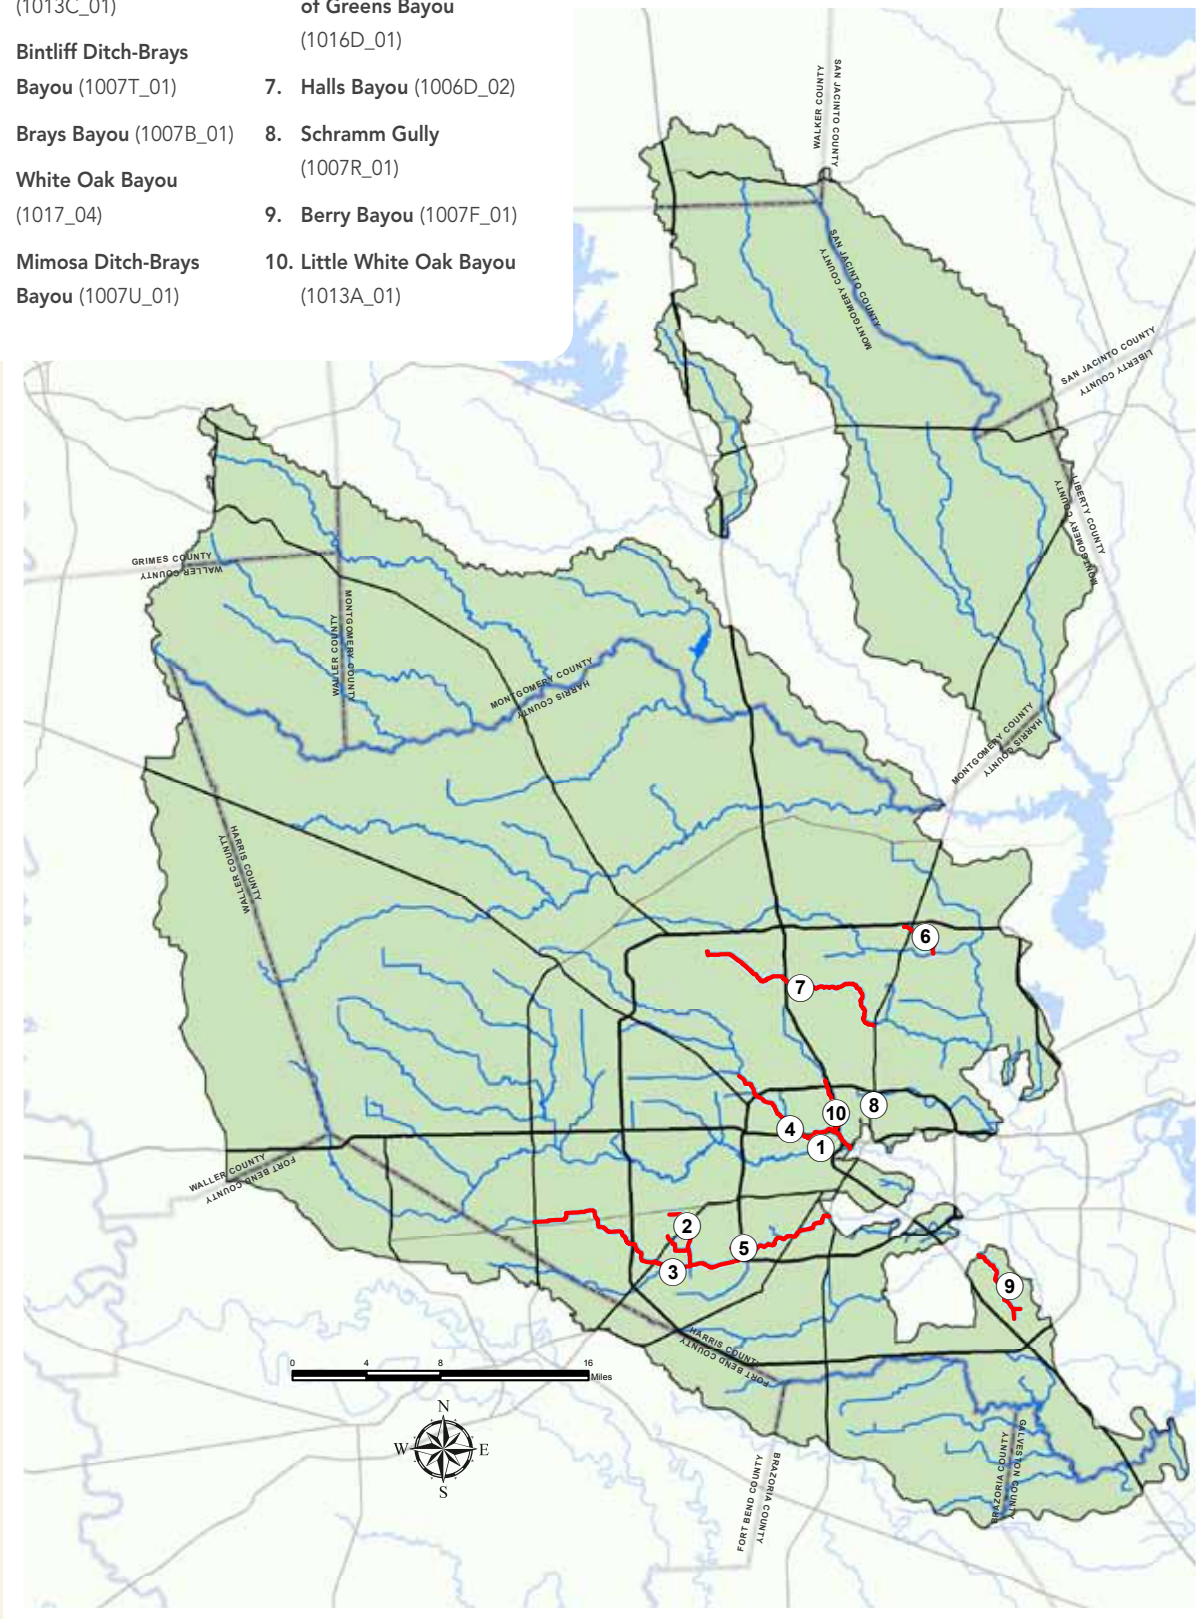 (1013C_01)
Bintliff Ditch-Brays
Bayou (1007T_01)
Brays Bayou (1007B_01)
White Oak Bayou
(1017_04)
Mimosa Ditch-Brays
Bayou (1007U_01)
of Greens Bayou
(1016D_01)
7. Halls Bayou (1006D_02)
8. Schramm Gully
(1007R_01)
9. Berry Bayou (1007F_01)
10. Little White Oak Bayou
(1013A_01)
WALKER COUNTY
SAN JACINTO COUNTY
SAN JACINTO COUNTY
MONTGOMERY COUNTY
SAN JACINTO COUNTY
LIBERTY COUNTY
LIBERTY COUNTY
MONTGOMERY COUNTY
GRIMES COUNTY
WALLER COUNTY
WALLER COUNTY
MONTGOMERY COUNTY
MONTGOMERY COUNTY
HARRIS COUNTY
MONTGOMERY COUNTY
HARRIS COUNTY
HARRIS COUNTY
WALLER COUNTY
6
7
8
10
4
1
WALLER COUNTY
FORT BEND COUNTY
2
5
3
9
HARRIS COUNTY
FORT BEND COUNTY
0 4 8 16
Miles
N
W E
S
FORT BEND COUNTY
BRAZORIA COUNTY
BRAZORIA COUNTY
GALVESTON COUNTY